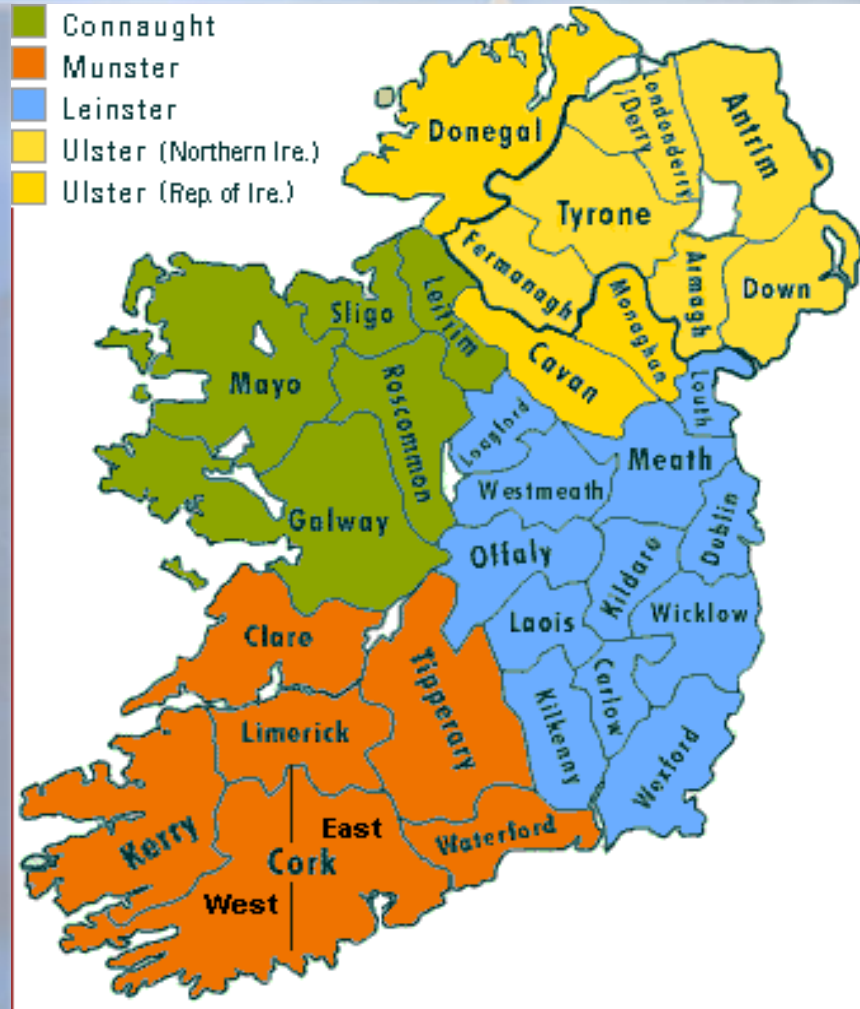 Connaught
Munster
Leinster
Ulster (Northern Ire.)
Ulster (Rep. of Ire.)
Donegal
Londonderry
/Derry
Antrim
Tyrone
Fermanagh
Armagh
Down
Monaghan
Cavan
Sligo
Leitrim
Mayo
Roscommon
Galway
Longford
Louth
Meath
Westmeath
Dublin
Offaly
Kildare
Laois
Wicklow
Clare
Tipperary
Carlow
Kilkenny
Limerick
Wexford
Kerry
East
Cork
West
Waterford